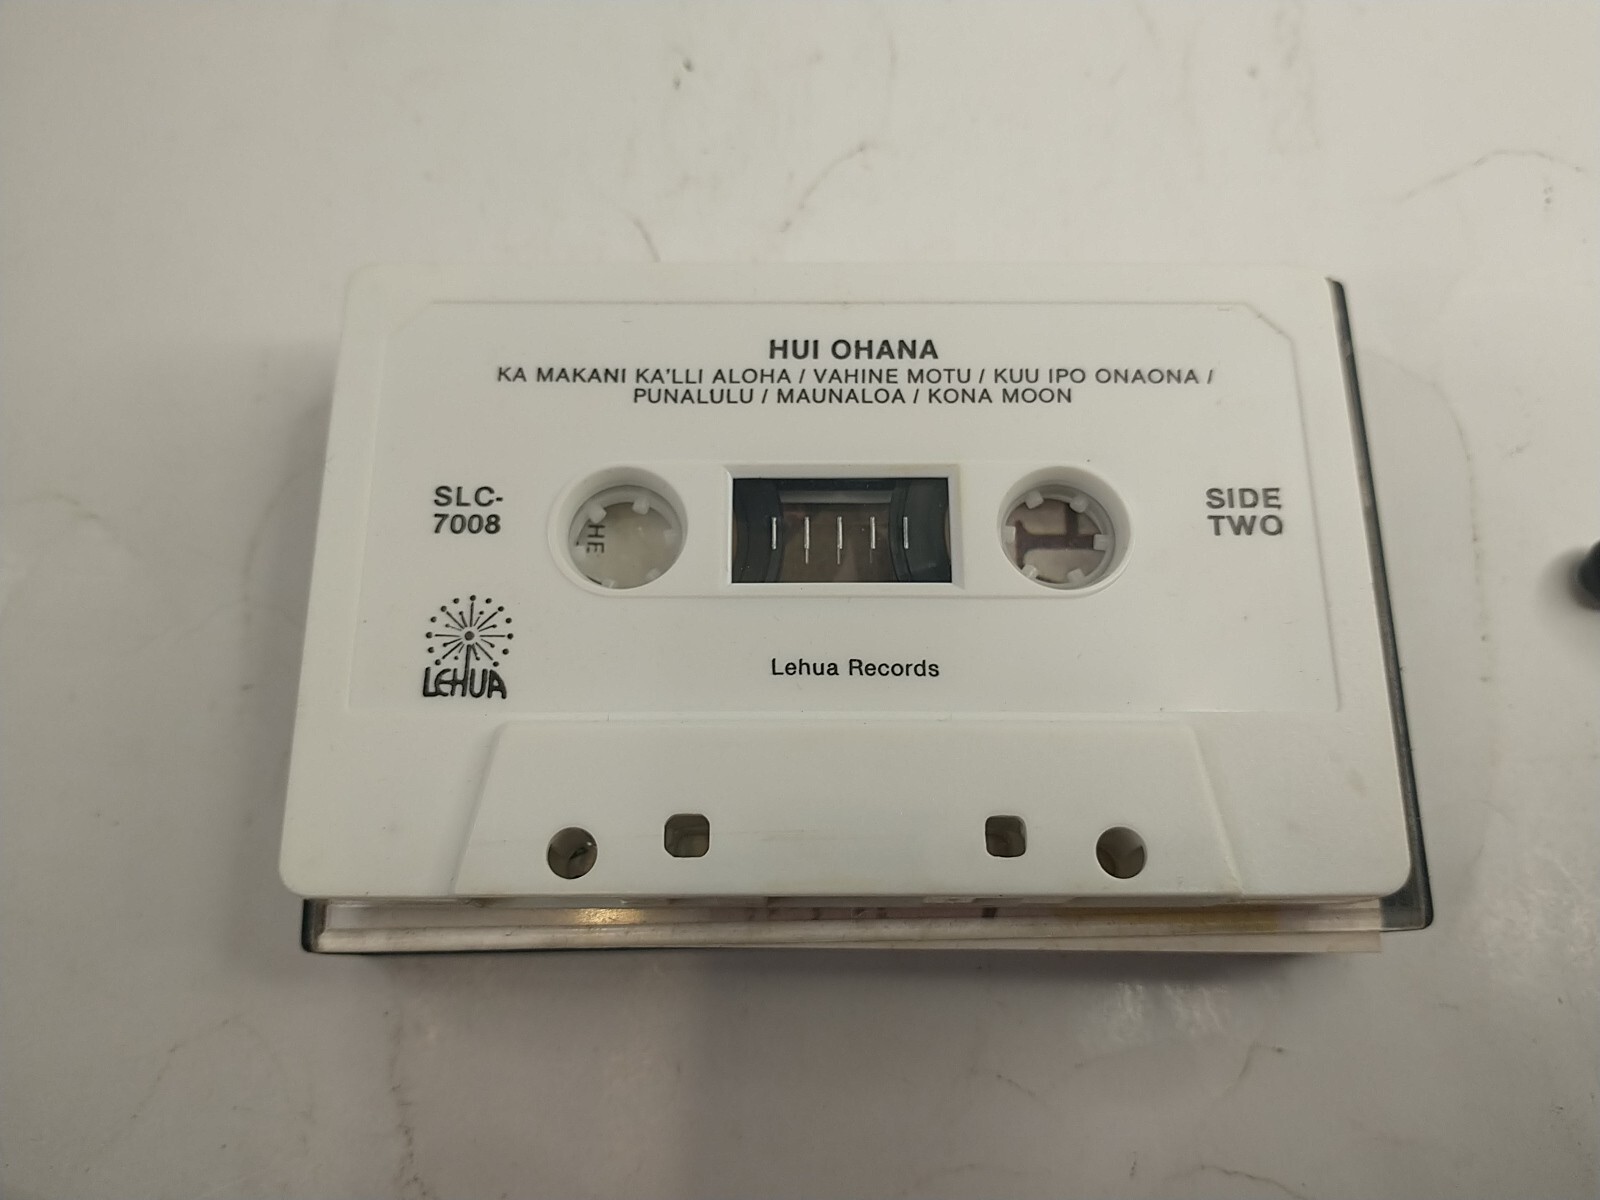 HUI OHANA
KA MAKANI KA'LLI ALOHA / VAHINE MOTU / KUU IPO ONAONA /
PUNALULU / MAUNALOA / KONA MOON
SLC-
7008
HE
SIDE
TWO
LEHUA
Lehua Records